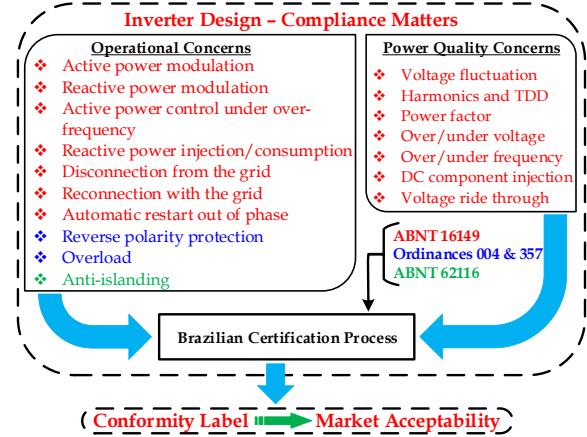 Inverter Design – Compliance Matters
Operational Concerns
❖ Active power modulation
❖ Reactive power modulation
❖ Active power control under over-
frequency
❖ Reactive power injection/consumption
❖ Disconnection from the grid
❖ Reconnection with the grid
❖ Automatic restart out of phase
❖ Reverse polarity protection
❖ Overload
❖ Anti-islanding
Power Quality Concerns
❖ Voltage fluctuation
❖ Harmonics and TDD
❖ Power factor
❖ Over/under voltage
❖ Over/under frequency
❖ DC component injection
❖ Voltage ride through
ABNT 16149
Ordinances 004 & 357
ABNT 62116
Brazilian Certification Process
Conformity Label Market Acceptability